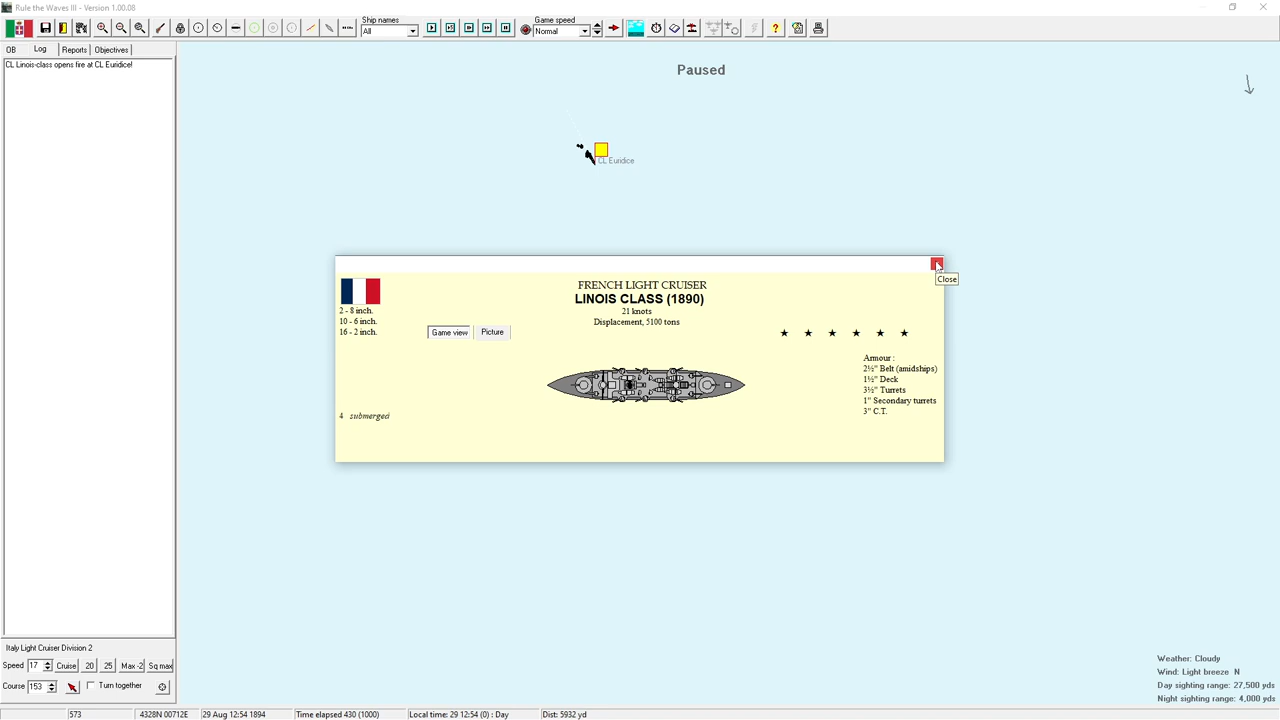 Rule the Waves III - Version 1.00.08
Ship names
All
Game speed
Normal
OB Log Reports Objectives
CL Linois-class opens fire at CL Euridice!
Paused
CL Euridice
Close
FRENCH LIGHT CRUISER
LINOIS CLASS (1890)
21 knots
Displacement, 5100 tons
2 - 8 inch.
10 - 6 inch.
16 - 2 inch.
Game view Picture
Armour :
2½" Belt (amidships)
1½" Deck
3½" Turrets
1" Secondary turrets
3" C.T.
4 submerged
Italy Light Cruiser Division 2
Speed 17 Cruise 20 25 Max -2 Sq max
Course 153 Turn together
Weather: Cloudy
Wind: Light breeze N
Day sighting range: 27,500 yds
Night sighting range: 4,000 yds
573 4328N 00712E 29 Aug 12:54 1894 Time elapsed 430 (1000) Local time: 29 12:54 (0) : Day Dist: 5932 yd